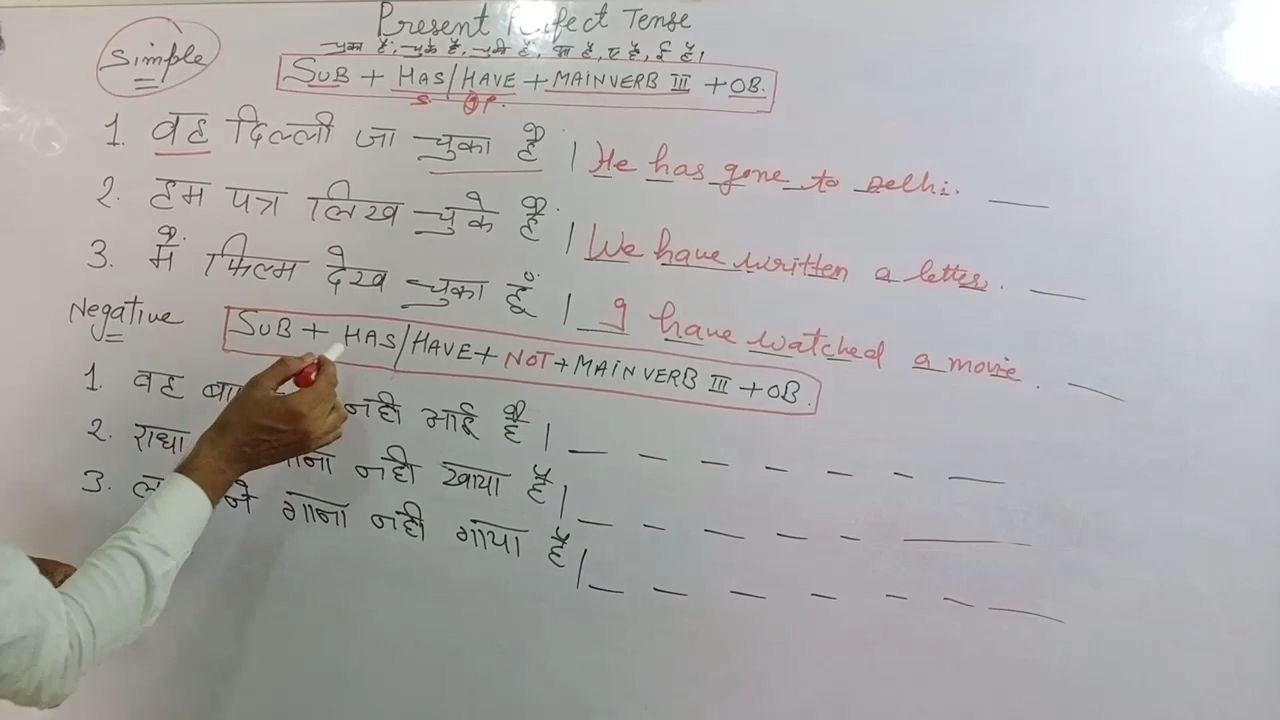 Present Perfect Tense
Simple
चुका है, चुके हैं, चुकी हैं, या है, ए है, ई है।
SUB + HAS/HAVE + MAINVERB III + OB.
S. P.
1. वह दिल्ली जा चुका है । He has gone to Delhi.
2. हम पत्र लिख चुके हैं । We have written a letter.
3. मैं फिल्म देख चुका हूँ । I have watched a movie.
Negative SUB + HAS/HAVE + NOT + MAINVERB III + OB.
1. वह नही आई है ।
2. राधा नही खाया है ।
3. ने गाना नही गाया है ।